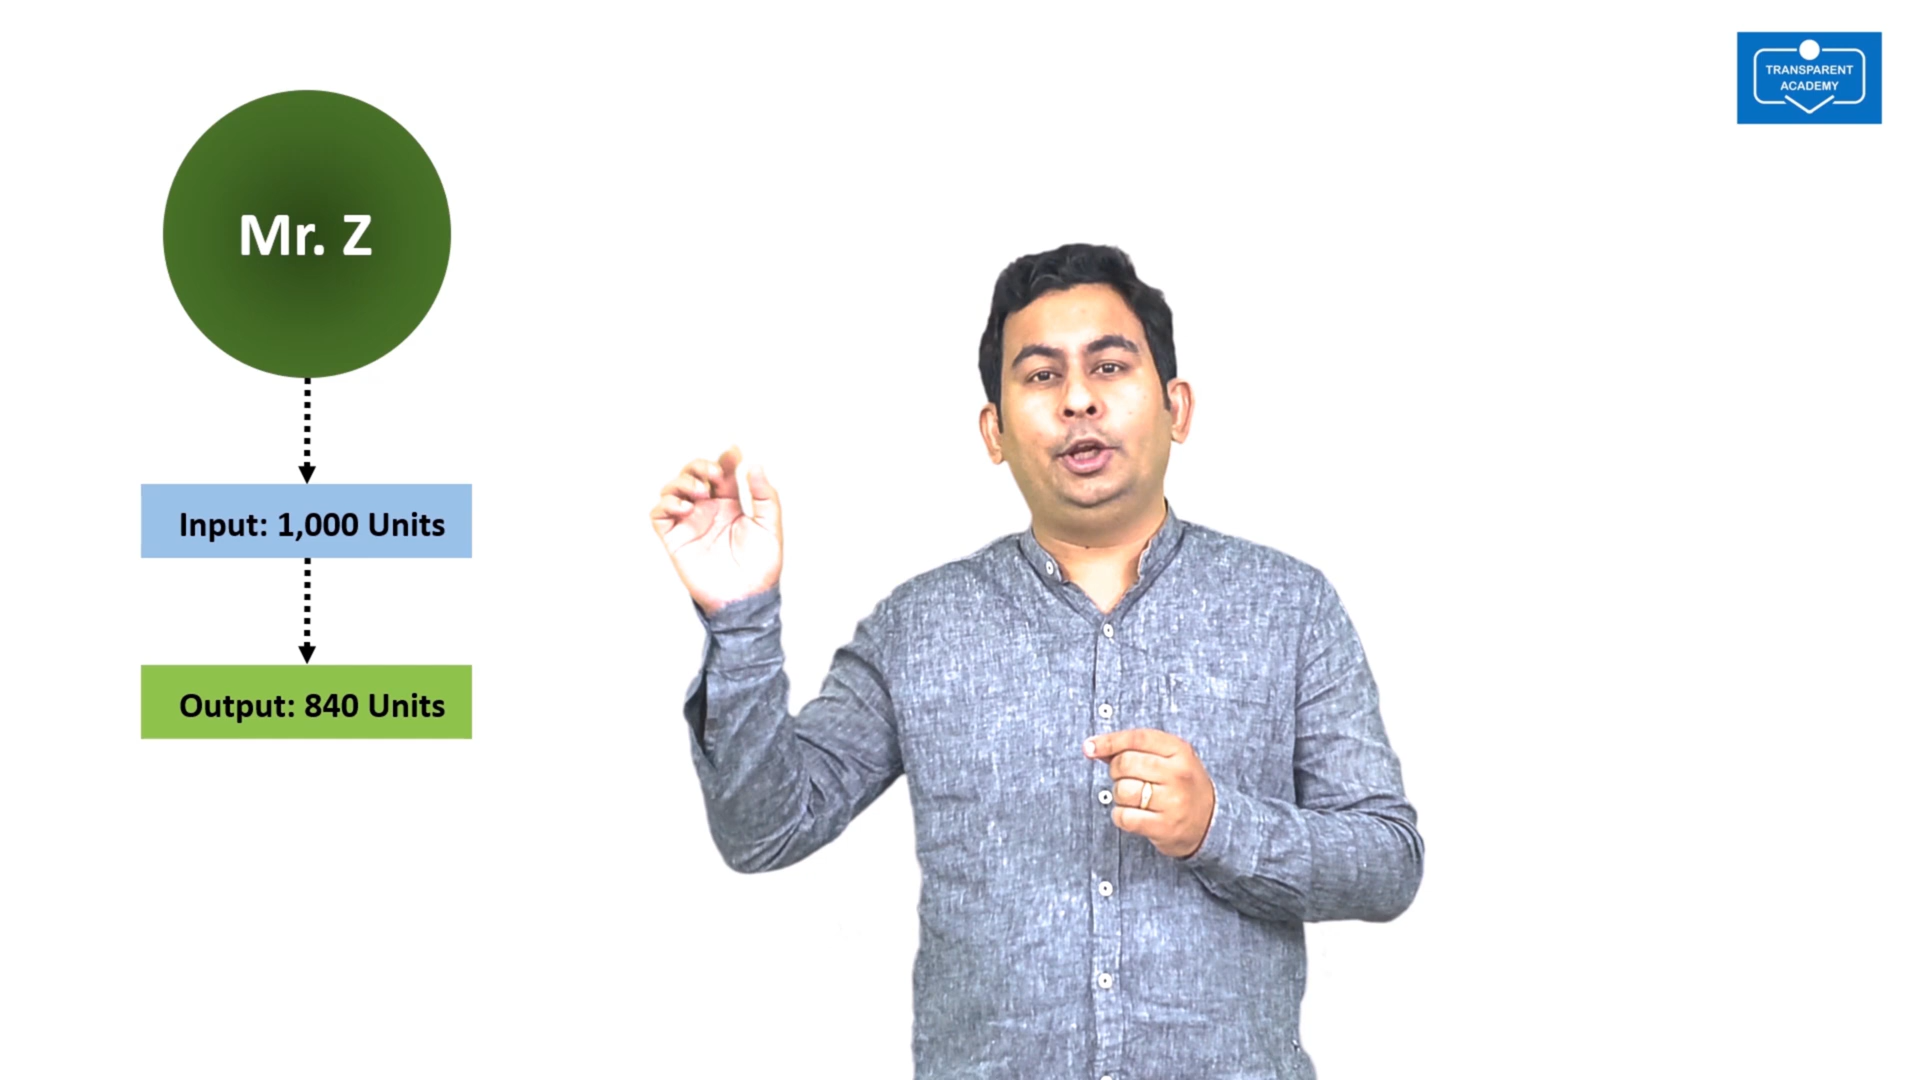 Mr. Z
Input: 1,000 Units
Output: 840 Units
TRANSPARENT
ACADEMY